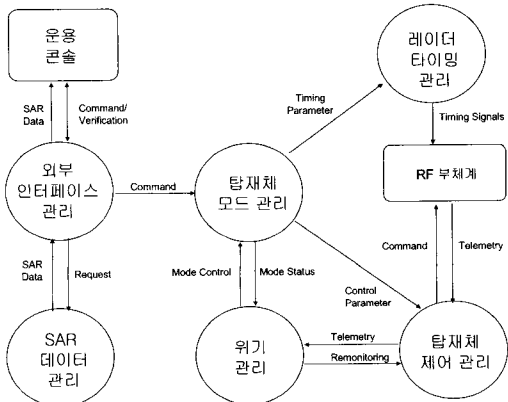 운용
콘솔
레이더
타이밍
관리
SAR
Data
Command/
Verification
Timing
Parameter
Timing Signals
외부
인터페이스
관리
Command
탑재체
모드 관리
RF 부체계
SAR
Data
Request
Mode Control
Mode Status
Control
Parameter
Command
Telemetry
SAR
데이터
관리
위기
관리
Telemetry
Remonitoring
탑재체
제어 관리